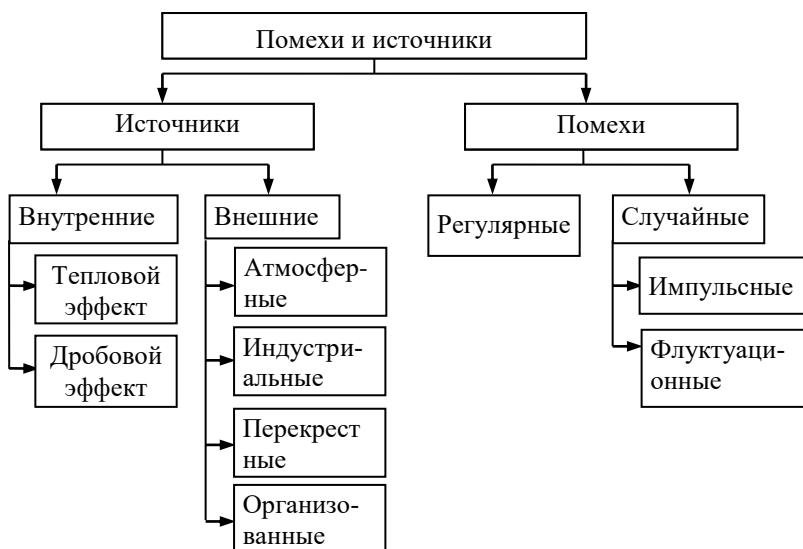 Помехи и источники
Источники
Помехи
Внутренние
Внешние
Регулярные
Случайные
Тепловой
эффект
Дробовой
эффект
Атмосфер-
ные
Индустри-
альные
Перекрест
ные
Организо-
ванные
Импульсные
Флуктуаци-
онные